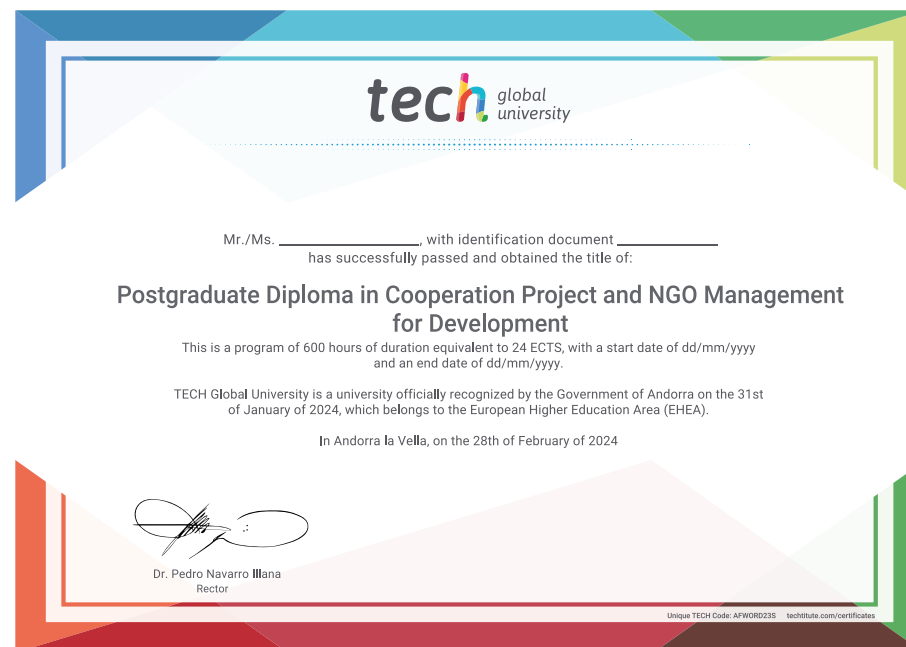 tech global
university
Mr./Ms. ____________, with identification document ____________
has successfully passed and obtained the title of:
Postgraduate Diploma in Cooperation Project and NGO Management
for Development
This is a program of 600 hours of duration equivalent to 24 ECTS, with a start date of dd/mm/yyyy
and an end date of dd/mm/yyyy.
TECH Global University is a university officially recognized by the Government of Andorra on the 31st
of January of 2024, which belongs to the European Higher Education Area (EHEA).
In Andorra la Vella, on the 28th of February of 2024
Dr. Pedro Navarro Illana
Rector
Unique TECH Code: AFWORD23S techtitute.com/certificates